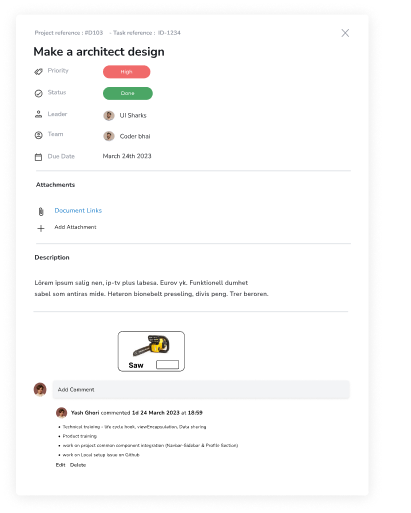 Project reference : #D103 - Task reference : ID-1234
Make a architect design
Priority High
Status Done
Leader UI Sharks
Team Coder bhai
Due Date March 24th 2023
Attachments
Document Links
Add Attachment
Description
Lörem ipsum salig nen, ip-tv plus labesa, Eurov yk. Funktionell dumhet
sabel som antiras mide. Heteron bionebelt preseling, divis peng. Trer beroren.
Saw
Add Comment
Yash Ghori commented 1d 24 March 2023 at 18:59
Technical training - life cycle hook, viewEncapsulation, Data sharing
Product training
work on project common component integration (Navbar-Sidebar & Profile-Section)
work on Local setup issue on Github
Edit Delete